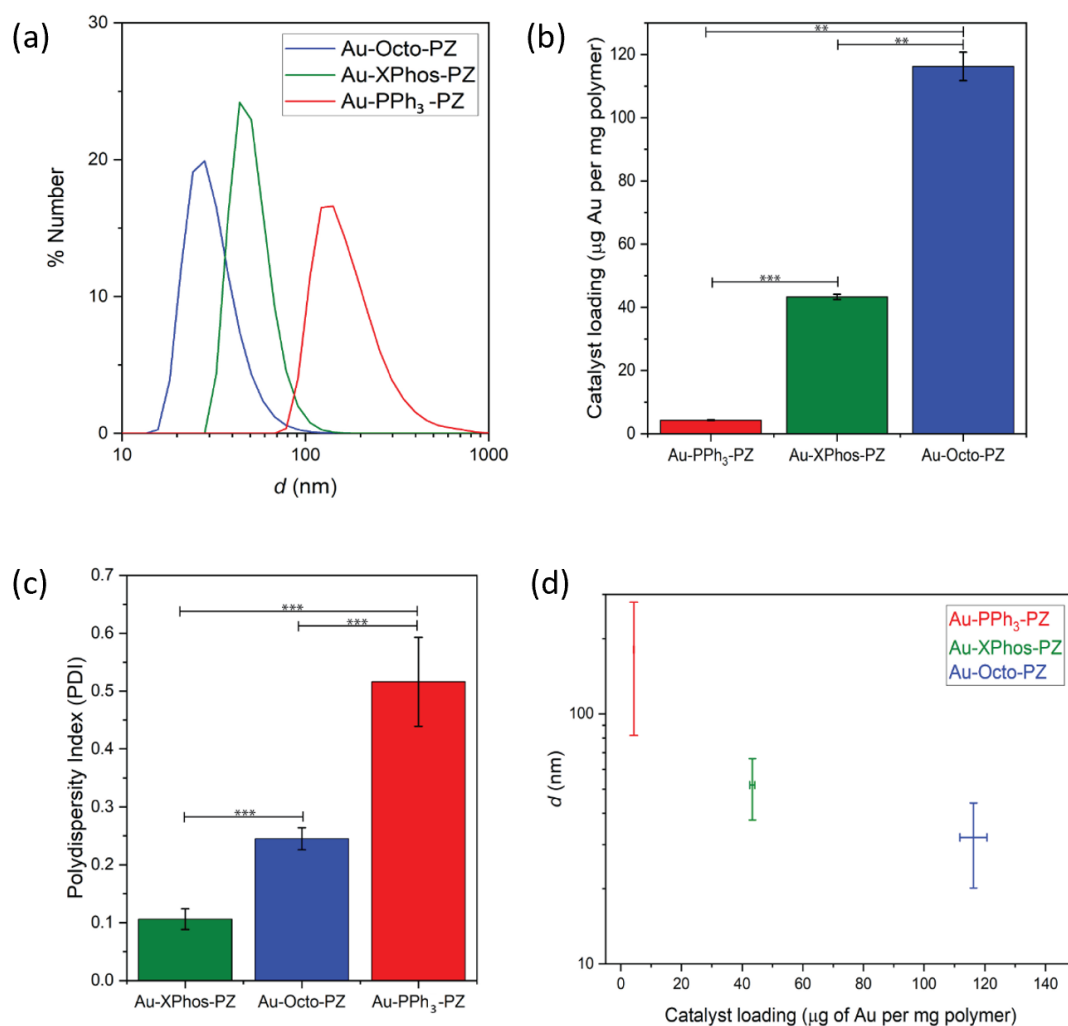 (a)
30
20
10
0
% Number
10
100
1000
d (nm)
Au-Octo-PZ
Au-XPhos-PZ
Au-PPh₃ -PZ
(b)
120
100
80
60
40
20
0
Catalyst loading (μg Au per mg polymer)
**
**
***
Au-PPh₃-PZ
Au-XPhos-PZ
Au-Octo-PZ
(c)
0.7
0.6
0.5
0.4
0.3
0.2
0.1
0.0
Polydispersity Index (PDI)
***
***
***
Au-XPhos-PZ
Au-Octo-PZ
Au-PPh₃-PZ
(d)
100
10
d (nm)
Au-PPh₃-PZ
Au-XPhos-PZ
Au-Octo-PZ
0
20
40
60
80
100
120
140
Catalyst loading (μg of Au per mg polymer)